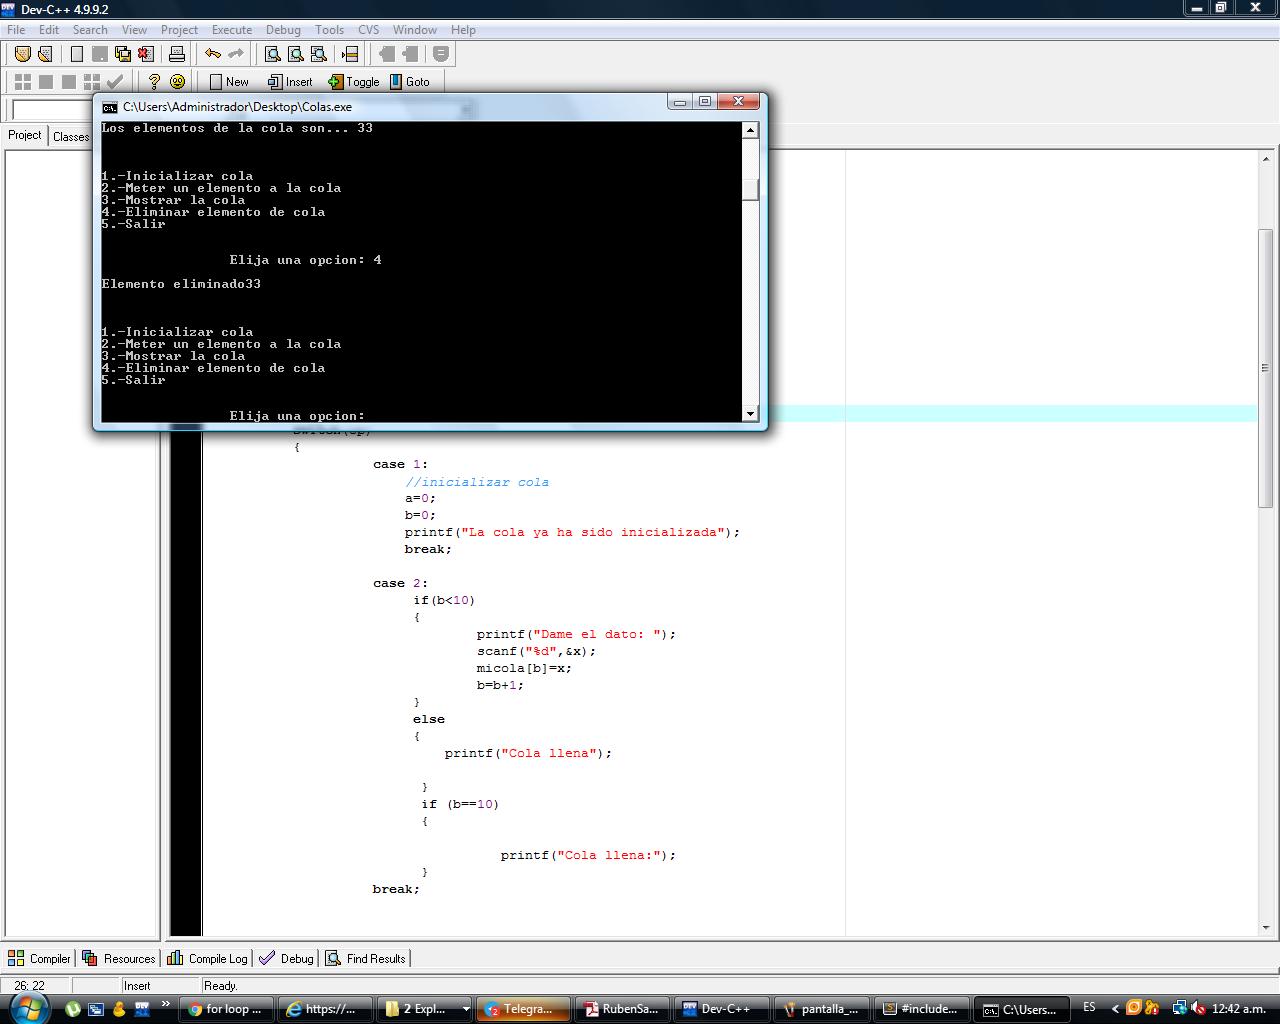 Dev-C++ 4.9.9.2
File Edit Search View Project Execute Debug Tools CVS Window Help
New Insert Toggle Goto
C:\Users\Administrador\Desktop\Colas.exe
Project Classes
Los elementos de la cola son... 33
1.-Inicializar cola
2.-Meter un elemento a la cola
3.-Mostrar la cola
4.-Eliminar elemento de cola
5.-Salir
Elija una opcion: 4
Elemento eliminado33
1.-Inicializar cola
2.-Meter un elemento a la cola
3.-Mostrar la cola
4.-Eliminar elemento de cola
5.-Salir
Elija una opcion:
{
case 1:
//inicializar cola
a=0;
b=0;
printf("La cola ya ha sido inicializada");
break;
case 2:
if(b<10)
{
printf("Dame el dato: ");
scanf("%d",&x);
micola[b]=x;
b=b+1;
}
else
{
printf("Cola llena");
}
if (b==10)
{
printf("Cola llena:");
}
break;
Compiler Resources Compile Log Debug Find Results
26: 22 Insert Ready.
for loop ... https://... 2 Expl... Telegra... RubenSa... Dev-C++ pantalla_... #include... C:\Users... ES 12:42 a.m.